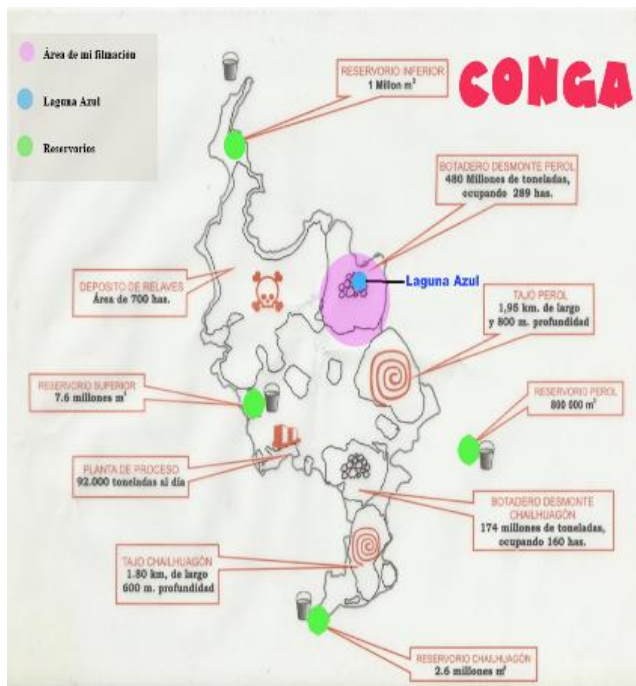 Área de mi filmación
Laguna Azul
Reservorios
CONGA
RESERVORIO INFERIOR
1 Millon m³
BOTADERO DESMONTE PEROL
480 Millones de toneladas,
ocupando 289 has.
DEPOSITO DE RELAVES
Área de 700 has.
Laguna Azul
TAJO PEROL
1,95 km. de largo
y 800 m. profundidad
RESERVORIO SUPERIOR
7.6 millones m³
RESERVORIO PEROL
800 000 m³
PLANTA DE PROCESO
92.000 toneladas al día
BOTADERO DESMONTE
CHAILHUAGÓN
174 millones de toneladas,
ocupando 160 has.
TAJO CHAILHUAGÓN
1.80 km, de largo
600 m. profundidad
RESERVORIO CHAILHUAGÓN
2.6 millones m³